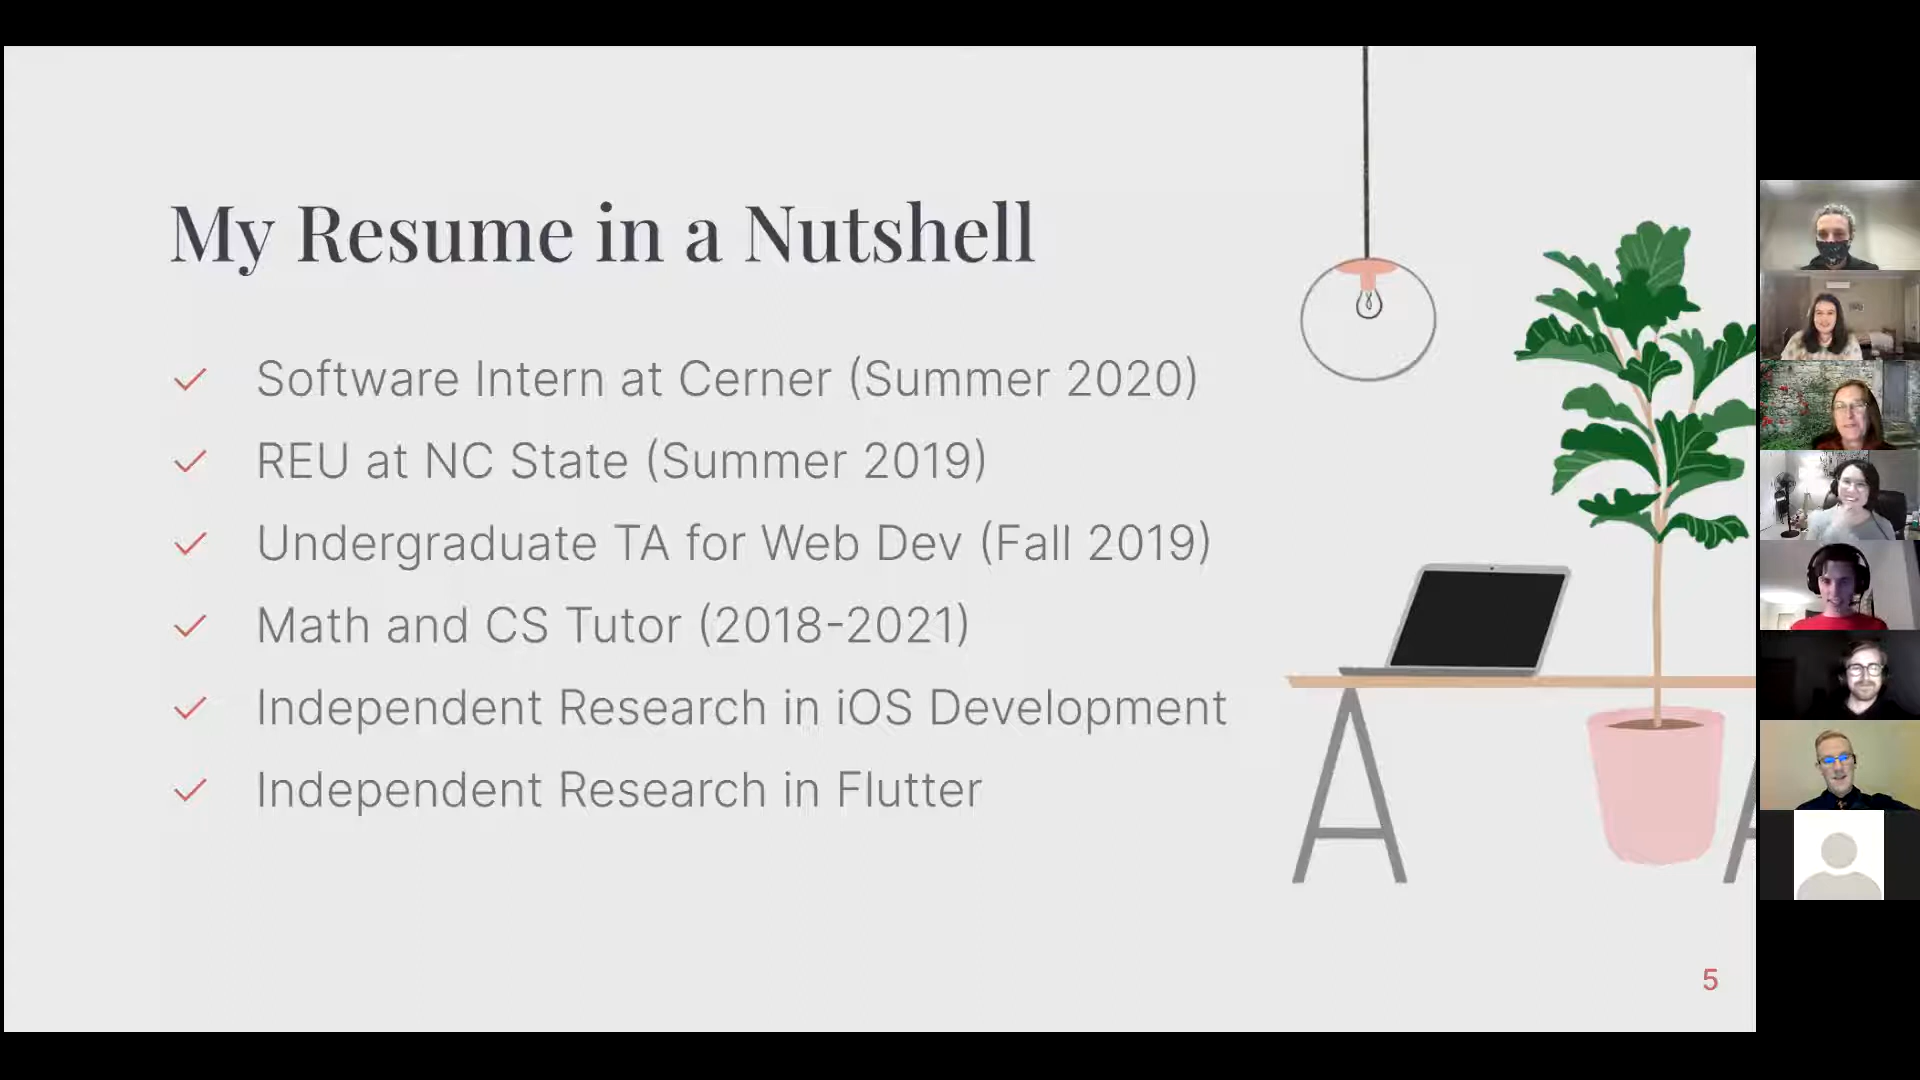 My Resume in a Nutshell
Software Intern at Cerner (Summer 2020)
REU at NC State (Summer 2019)
Undergraduate TA for Web Dev (Fall 2019)
Math and CS Tutor (2018-2021)
Independent Research in iOS Development
Independent Research in Flutter
5